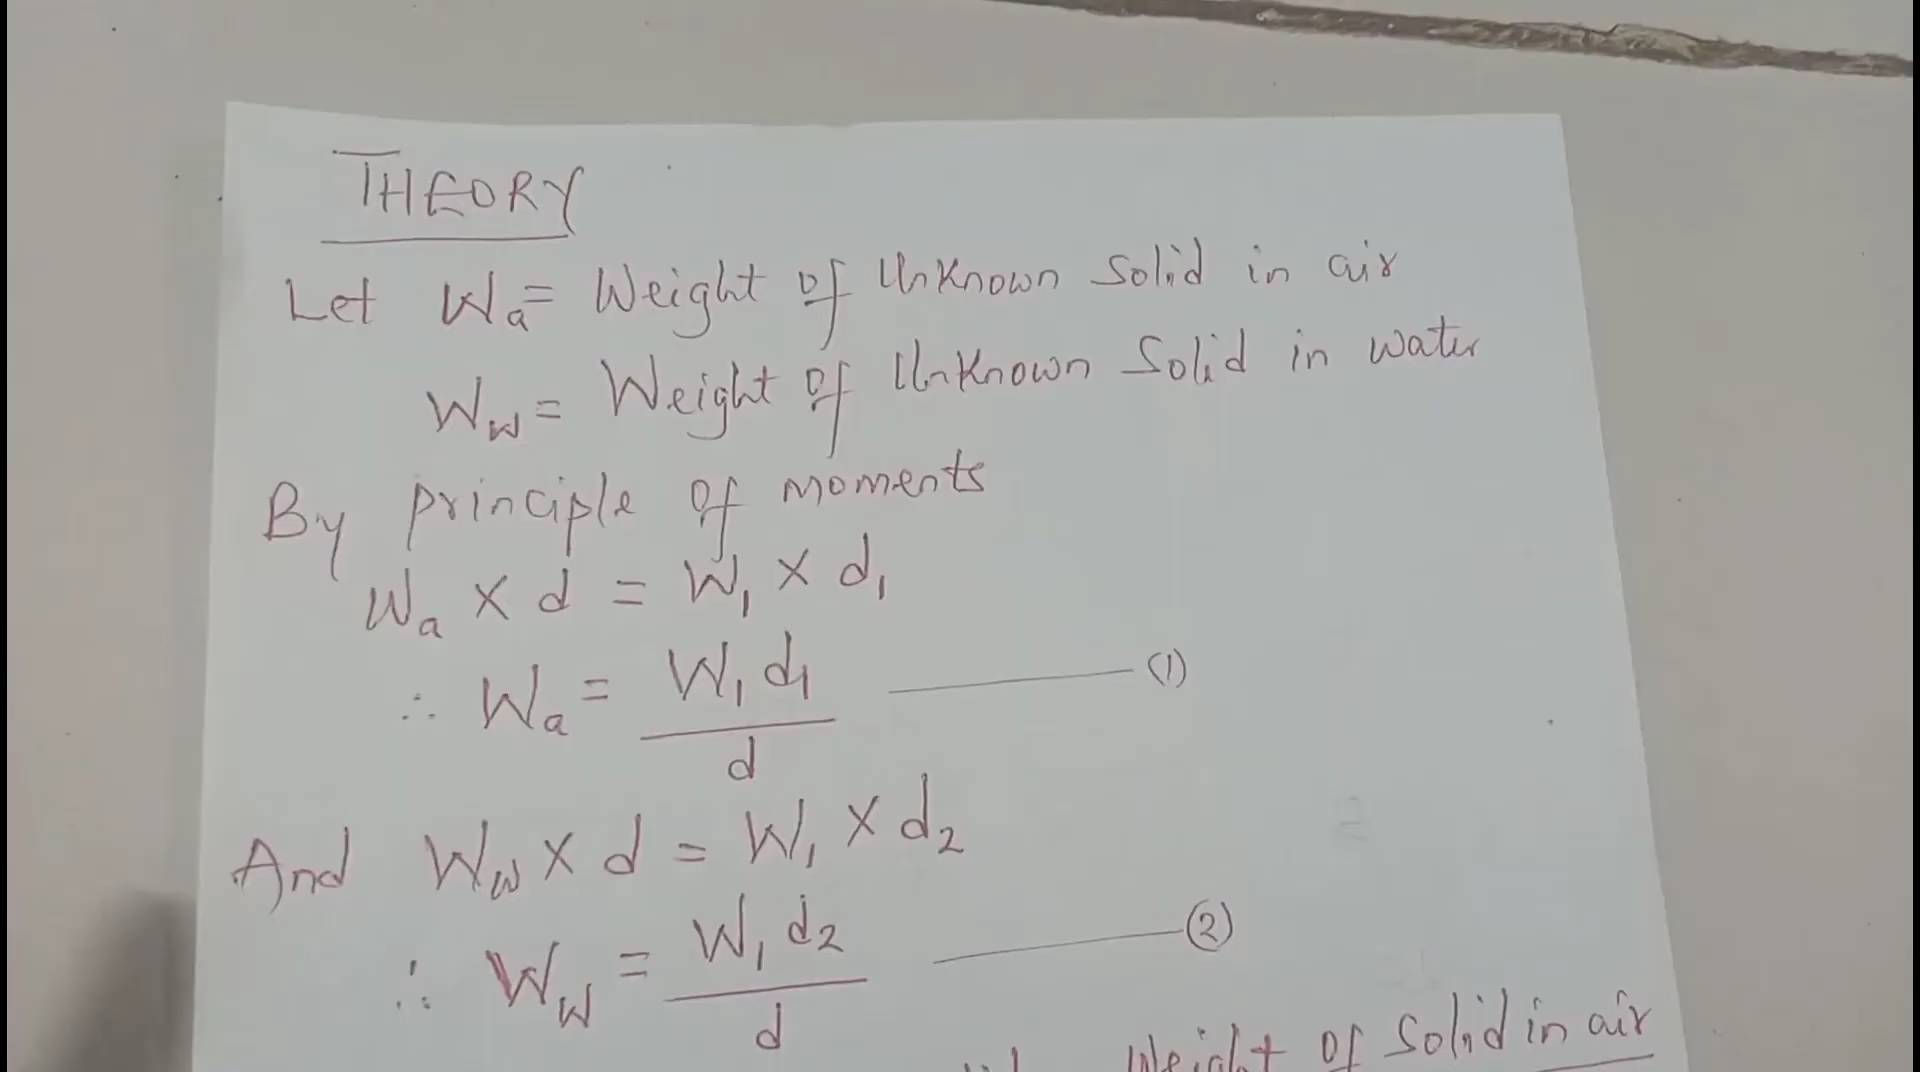 THEORY
Let Wa = Weight of Unknown Solid in air
Ww = Weight of Unknown Solid in water
By principle of moments
Wa × d = W₁ × d₁
∴ Wa = W₁ d₁ / d ——— (1)
And Ww × d = W₁ × d₂
∴ Ww = W₁ d₂ / d ——— (2)
Weight of Solid in air